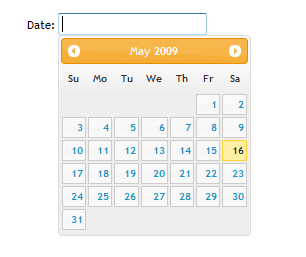 Date:
May 2009
Su Mo Tu We Th Fr Sa
1 2
3 4 5 6 7 8 9
10 11 12 13 14 15 16
17 18 19 20 21 22 23
24 25 26 27 28 29 30
31